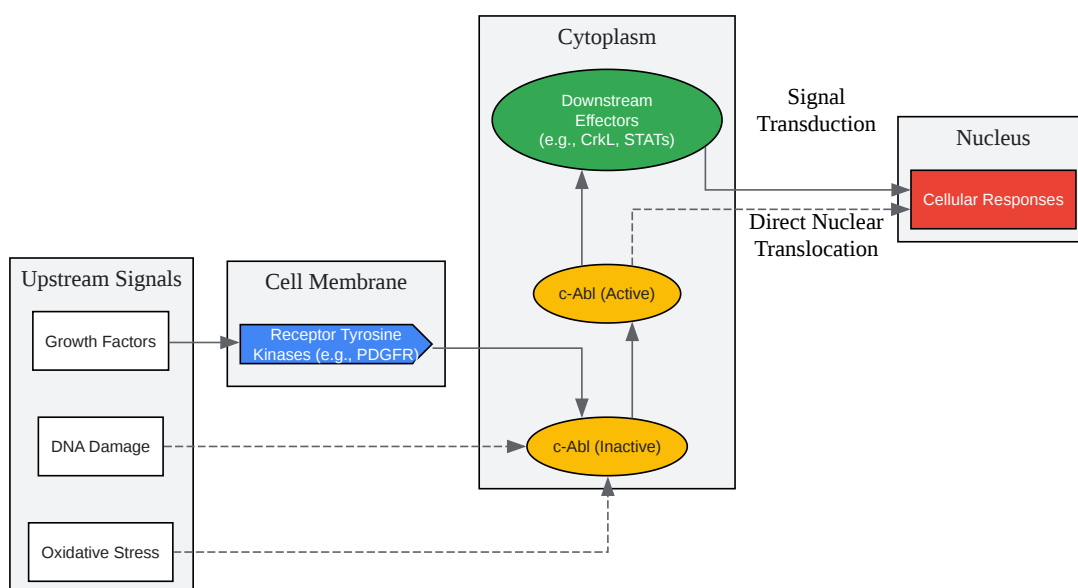 Upstream Signals
Growth Factors
DNA Damage
Oxidative Stress
Cell Membrane
Receptor Tyrosine
Kinases (e.g., PDGFR)
Cytoplasm
Downstream
Effectors
(e.g., CrkL, STATs)
c-Abl (Active)
c-Abl (Inactive)
Signal
Transduction
Direct Nuclear
Translocation
Nucleus
Cellular Responses